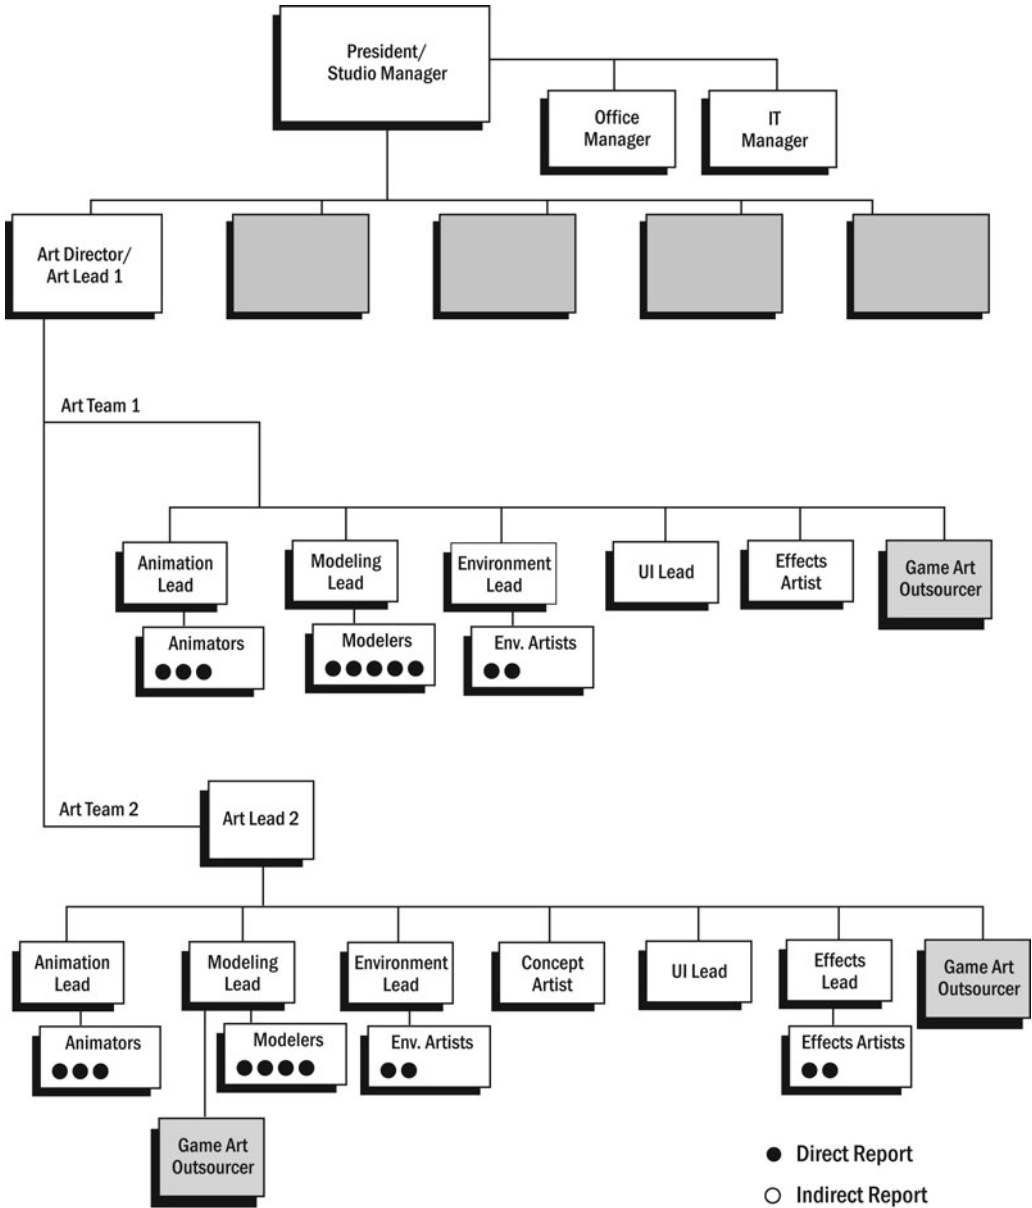 President/
Studio Manager
Office
Manager
IT
Manager
Art Director/
Art Lead 1
Art Team 1
Animation
Lead
Modeling
Lead
Environment
Lead
UI Lead
Effects
Artist
Game Art
Outsourcer
Animators
Modelers
Env. Artists
Art Team 2
Art Lead 2
Animation
Lead
Modeling
Lead
Environment
Lead
Concept
Artist
UI Lead
Effects
Lead
Game Art
Outsourcer
Animators
Modelers
Env. Artists
Effects Artists
Game Art
Outsourcer
Direct Report
Indirect Report